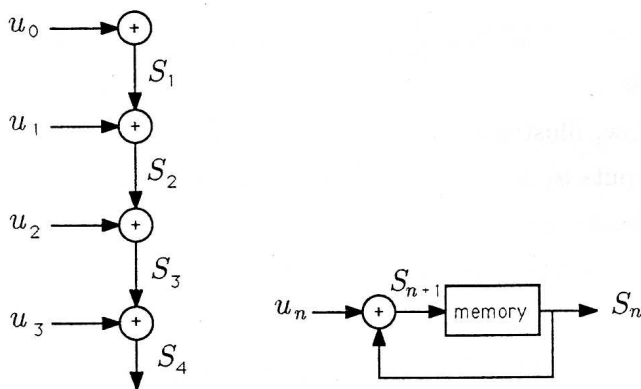 u₀ +
S₁
u₁ +
S₂
u₂ +
S₃
u₃ +
S₄
Sₙ₊₁
uₙ + memory Sₙ